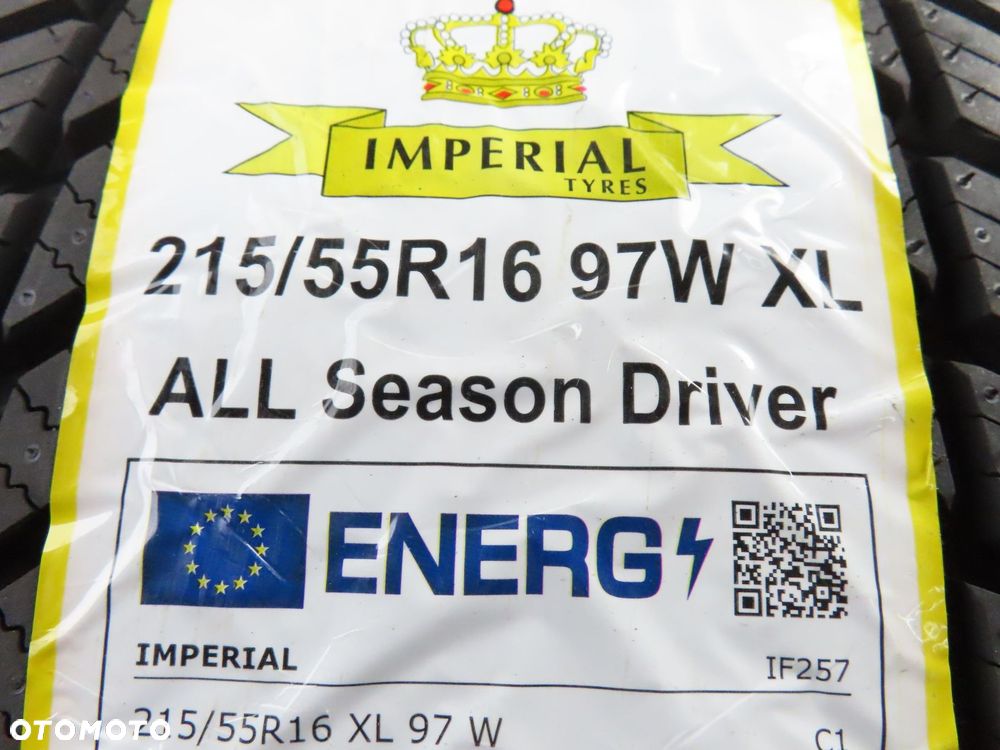 IMPERIAL
TYRES
215/55R16 97W XL
ALL Season Driver
ENERG
IMPERIAL IF257
215/55R16 XL 97 W C1
OTOMOTO